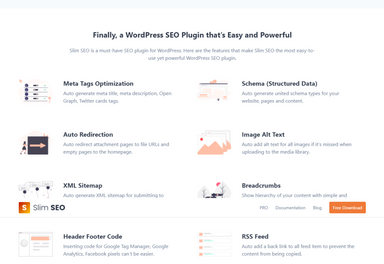 Finally, a WordPress SEO Plugin that's Easy and Powerful
Slim SEO is a must-have SEO plugin for WordPress. Here are the features that make Slim SEO the most easy-to-
use yet powerful WordPress SEO plugin.
Meta Tags Optimization
Auto generate meta title, meta description, Open
Graph, Twitter cards tags.
Schema (Structured Data)
Auto generate united schema types for your
website, pages and content.
Auto Redirection
Auto redirect attachment pages to file URLs and
empty pages to the homepage.
Image Alt Text
Auto add alt text for all images if it's missed when
uploading to the media library.
XML Sitemap
Auto generate XML sitemap for submitting to
Breadcrumbs
Show hierarchy of your content with simple and
Slim SEO
PRO
Documentation
Blog
Free Download
Header Footer Code
Inserting code for Google Tag Manager, Google
Analytics, Facebook pixels can't be easier.
RSS Feed
Auto add a back link to all feed item to prevent the
content from being copied.